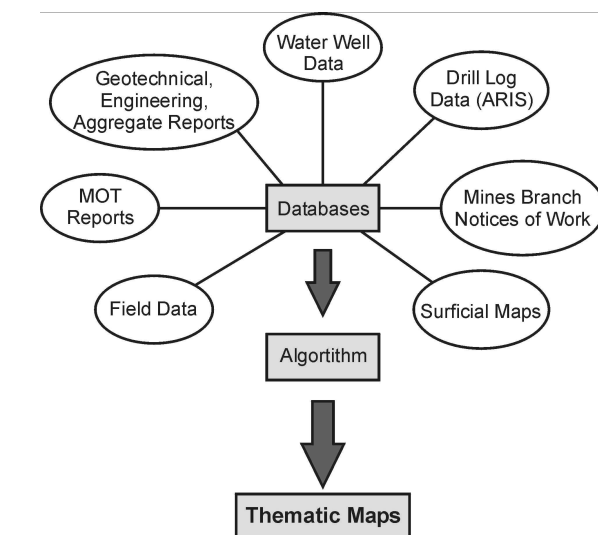 Water Well
Data
Geotechnical,
Engineering,
Aggregate Reports
Drill Log
Data (ARIS)
MOT
Reports
Databases
Mines Branch
Notices of Work
Field Data
Surficial Maps
Algortithm
Thematic Maps